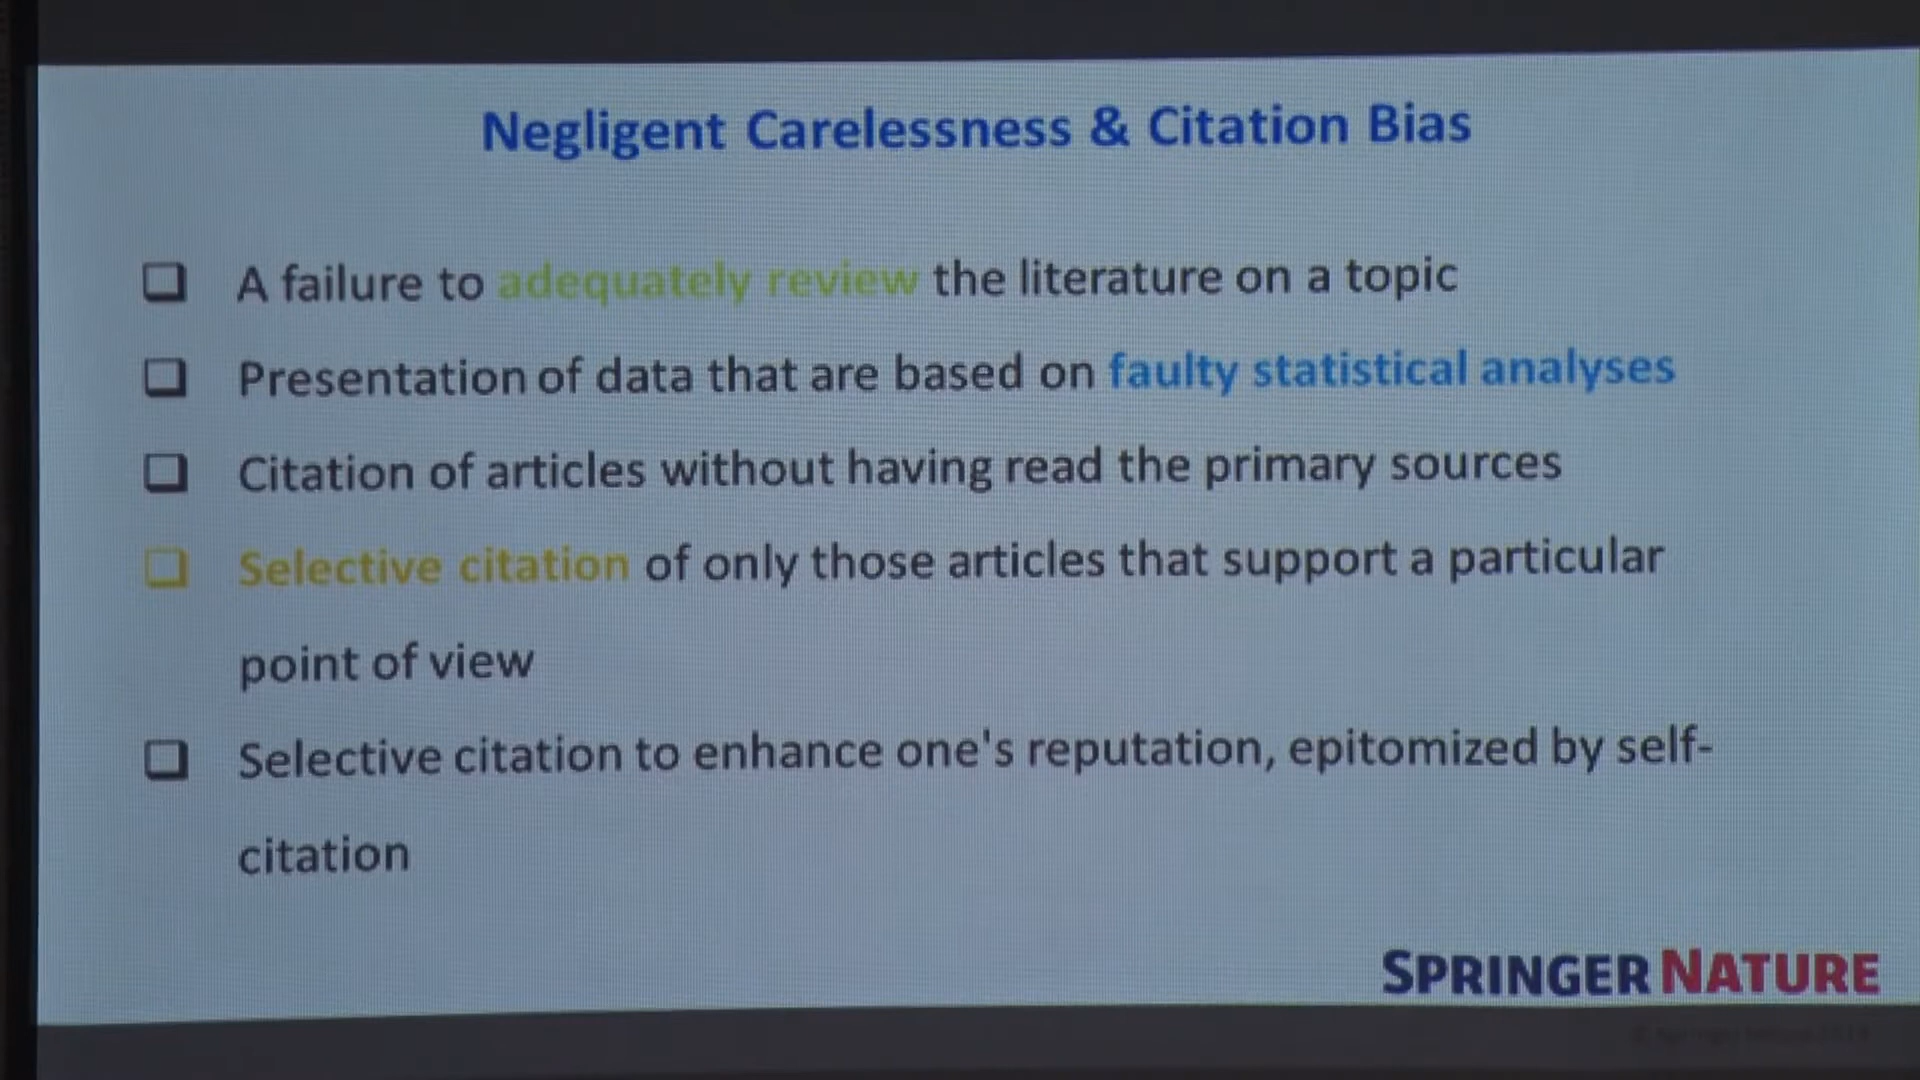 Negligent Carelessness & Citation Bias
❑ A failure to adequately review the literature on a topic
❑ Presentation of data that are based on faulty statistical analyses
❑ Citation of articles without having read the primary sources
❑ Selective citation of only those articles that support a particular
point of view
❑ Selective citation to enhance one's reputation, epitomized by self-
citation
SPRINGER NATURE